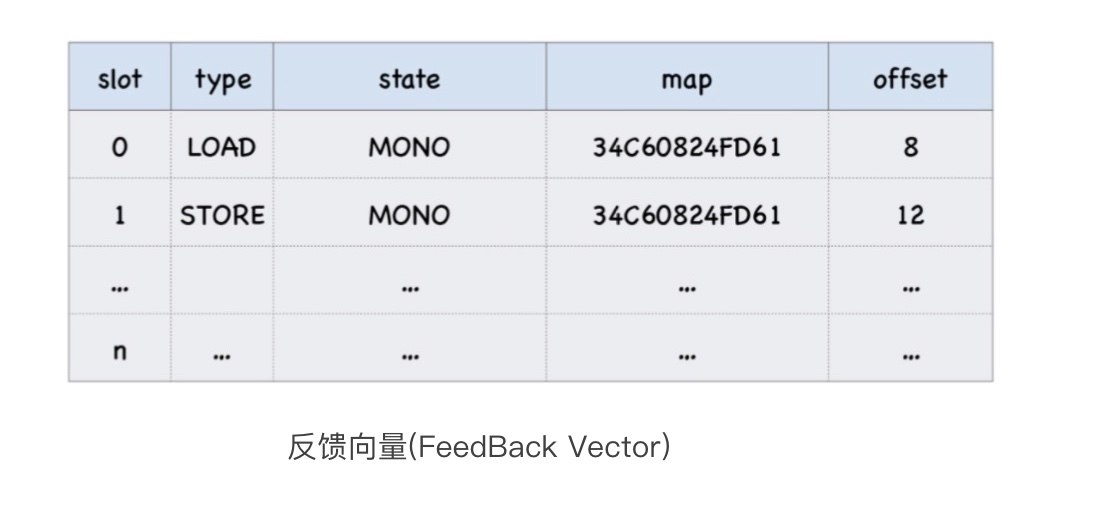 slot type state map offset
0 LOAD MONO 34C60824FD61 8
1 STORE MONO 34C60824FD61 12
... ... ... ...
n ... ... ... ...
反馈向量(FeedBack Vector)